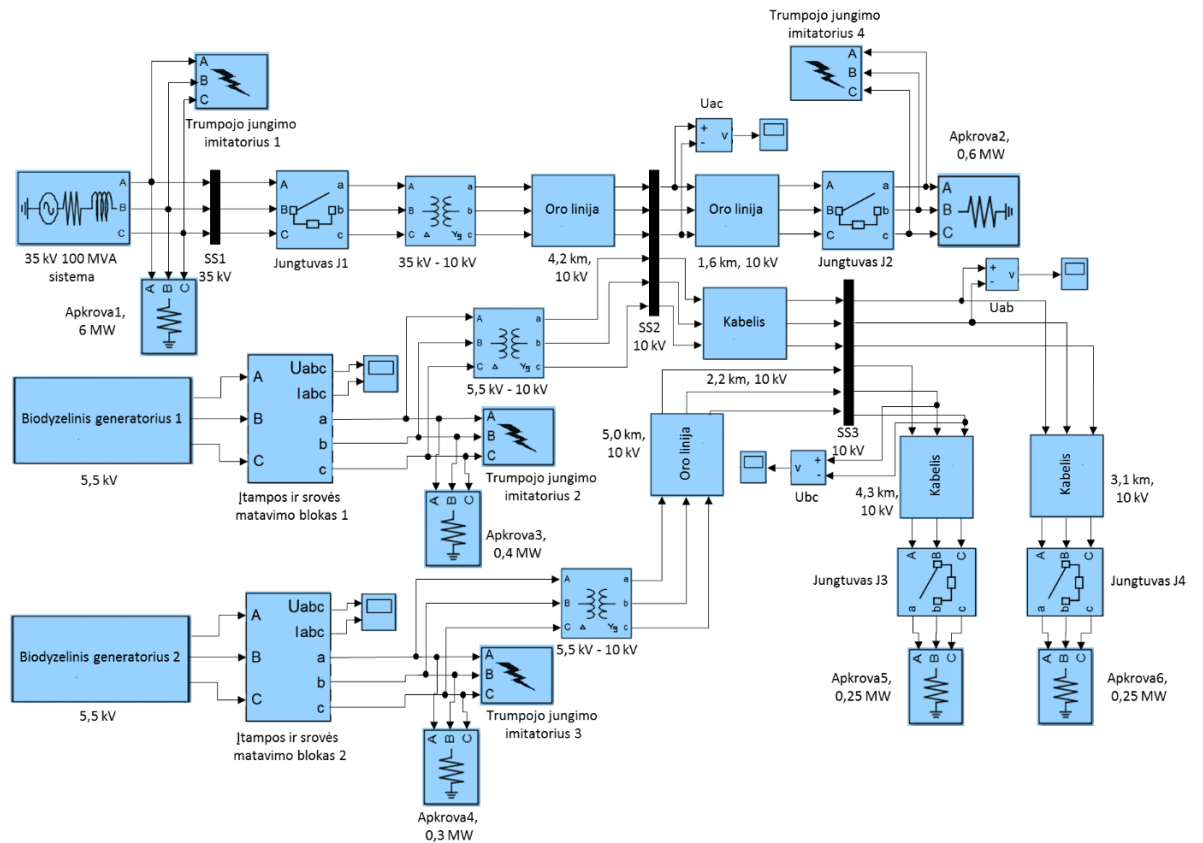 Trumpojo jungimo
imitatorius 4
A
B
C
Trumpojo jungimo
imitatorius 1
A
B
C
Uac
+
-
v
Apkrova2,
0,6 MW
A
B
C
35 kV 100 MVA
sistema
A
B
C
SS1
35 kV
A
B
C
a
b
c
Jungtuvas J1
A
B
C
a
b
c
Δ
Yg
35 kV - 10 kV
Oro linija
4,2 km,
10 kV
SS2
10 kV
Oro linija
1,6 km, 10 kV
A
B
C
a
b
c
Jungtuvas J2
Apkrova1,
6 MW
A
B
C
A
B
C
a
b
c
Δ
Yg
5,5 kV - 10 kV
Kabelis
2,2 km, 10 kV
SS3
10 kV
+
-
v
Uab
Biodyzelinis generatorius 1
5,5 kV
A
B
C
Uabc
Iabc
a
b
c
Įtampos ir srovės
matavimo blokas 1
A
B
C
Trumpojo jungimo
imitatorius 2
Apkrova3,
0,4 MW
A
B
C
5,0 km,
10 kV
Oro linija
v
+
-
Ubc
4,3 km,
10 kV
Kabelis
Kabelis
3,1 km,
10 kV
Jungtuvas J3
A
B
C
a
b
c
A
B
C
a
b
c
Jungtuvas J4
Apkrova5,
0,25 MW
A
B
C
A
B
C
Apkrova6,
0,25 MW
Biodyzelinis generatorius 2
5,5 kV
A
B
C
Uabc
Iabc
a
b
c
Įtampos ir srovės
matavimo blokas 2
A
B
C
a
b
c
Δ
Yg
5,5 kV - 10 kV
A
B
C
Trumpojo jungimo
imitatorius 3
A
B
C
Apkrova4,
0,3 MW